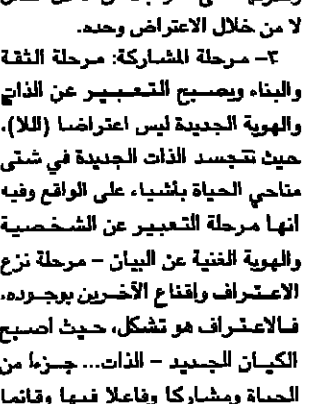 لا من خلال الاعتراض وحده.
٣- مرحلة المشاركة: مرحلة الثقة
والبناء ويصبح التعبير عن الذات
والهوية الجديدة ليس اعتراضا (اللا).
حيث تتجسد الذات الجديدة في شتى
مناحي الحياة بأشياء على الواقع وفيه
انها مرحلة التعبير عن الشخصية
والهوية الغنية عن البيان - مرحلة نزع
الاعتراف واقناع الآخرين بوجوده.
فالاعتراف هو تشكل، حيث اصبح
الكيان الجديد - الذات... جزءا من
الحياة ومشاركا وفاعلا فيها وقائما